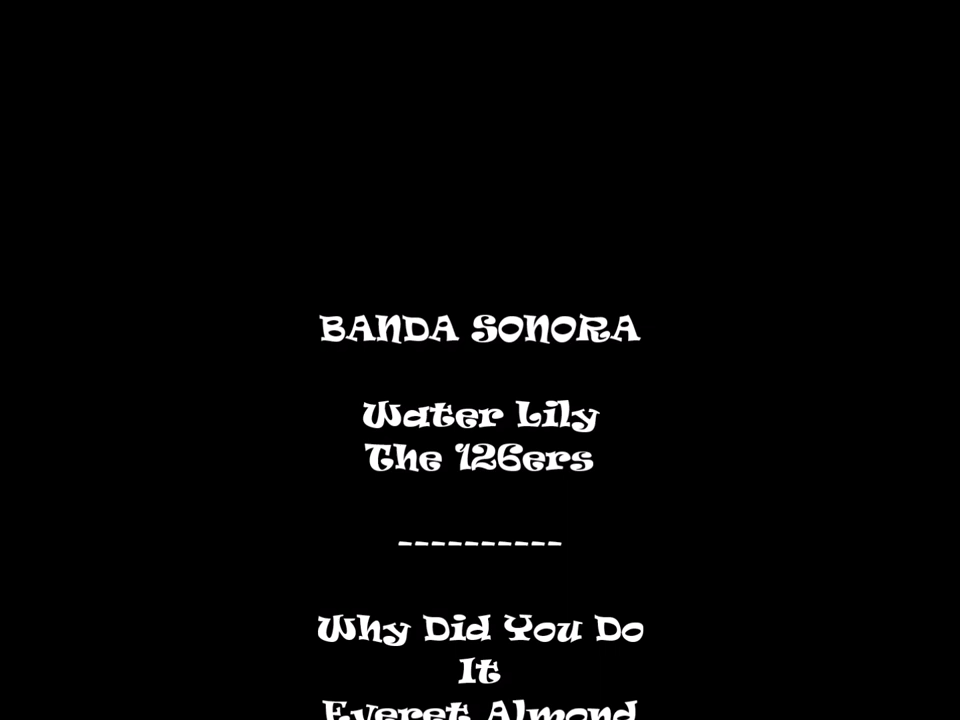 BANDA SONORA
Water Lily
The 126ers
----------
Why Did You Do
It
Everet Almond